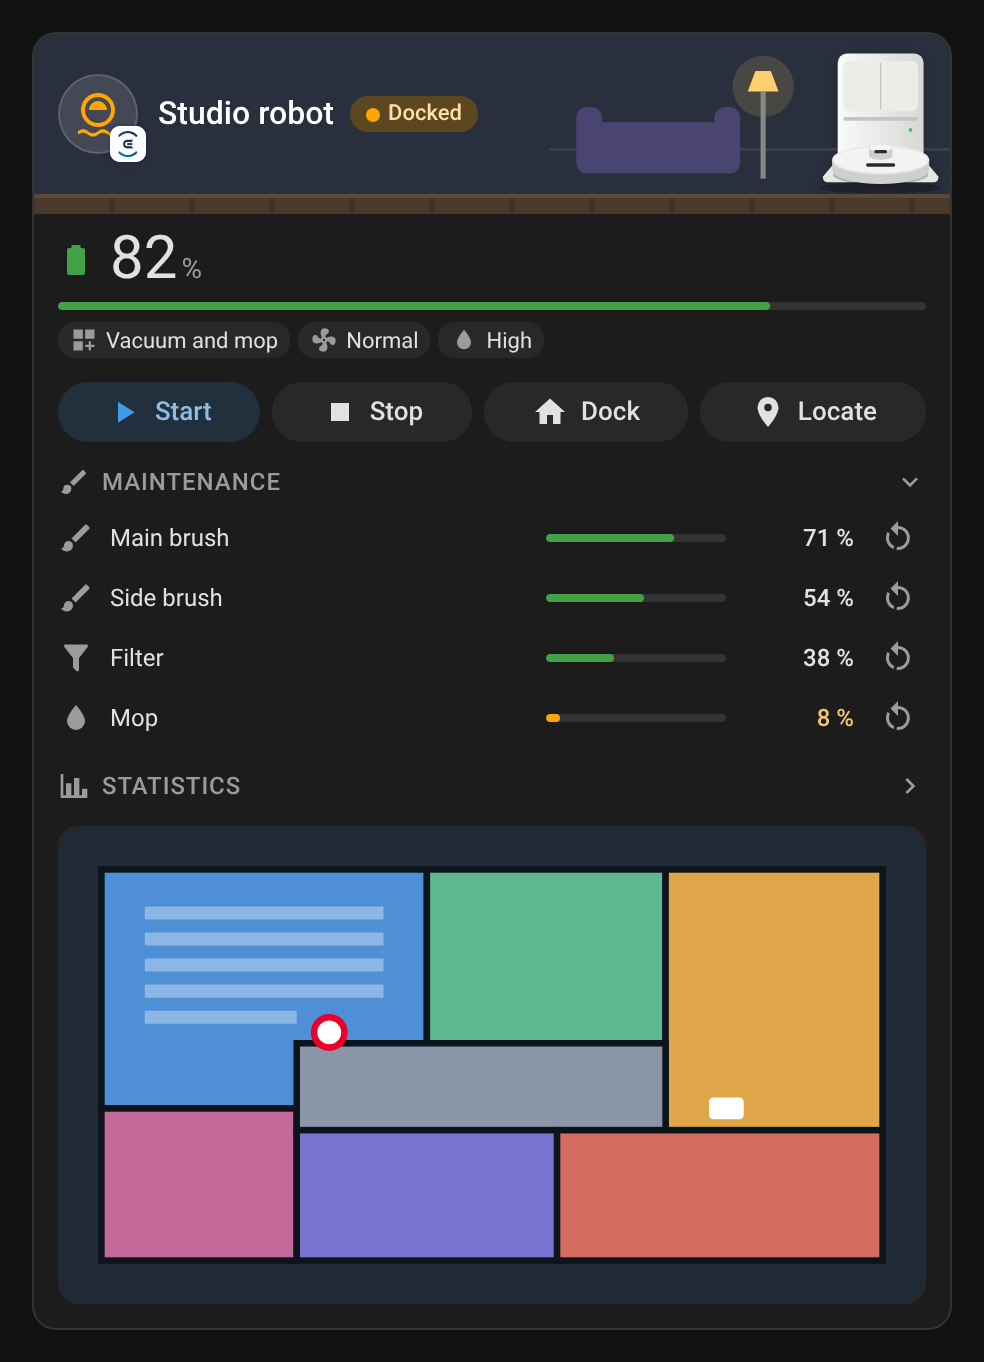 Studio robot
Docked
82 %
Vacuum and mop
Normal
High
Start
Stop
Dock
Locate
MAINTENANCE
Main brush 71 %
Side brush 54 %
Filter 38 %
Mop 8 %
STATISTICS